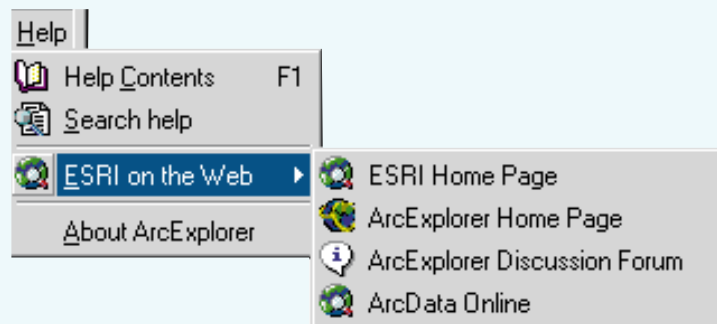 Help
Help Contents F1
Search help
ESRI on the Web
About ArcExplorer
ESRI Home Page
ArcExplorer Home Page
ArcExplorer Discussion Forum
ArcData Online